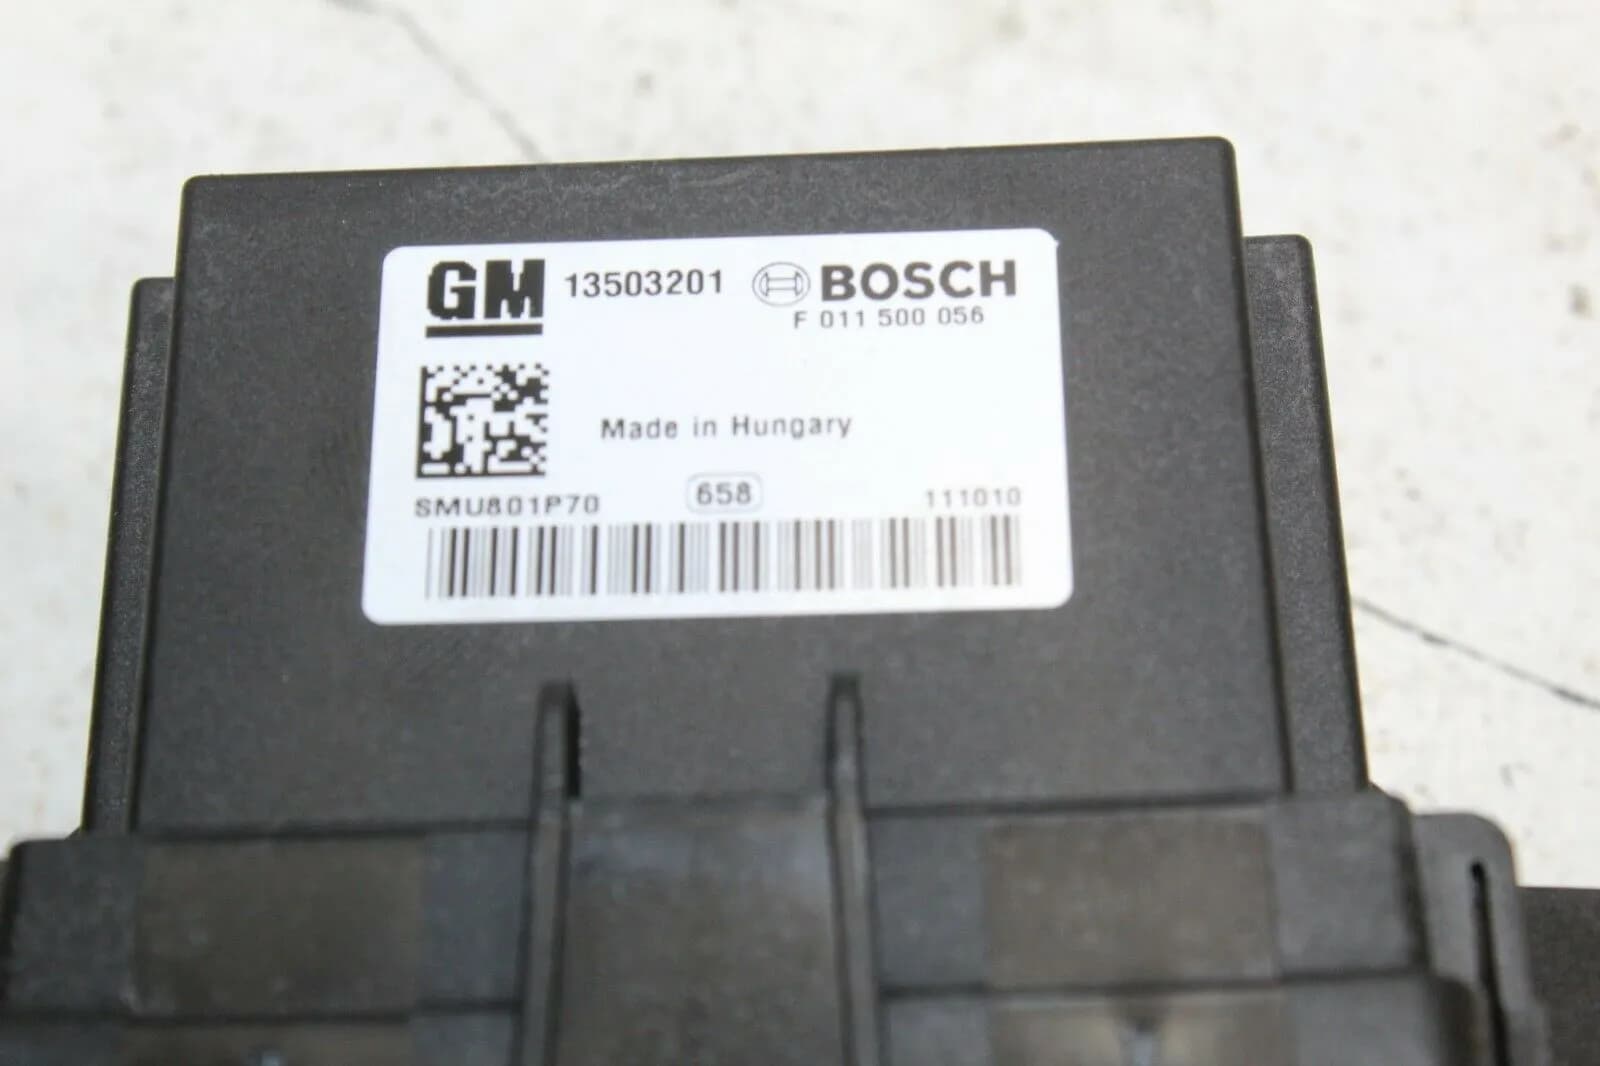 GM 13503201 BOSCH
F 011 500 056
Made in Hungary
SMU801P70 658 111010